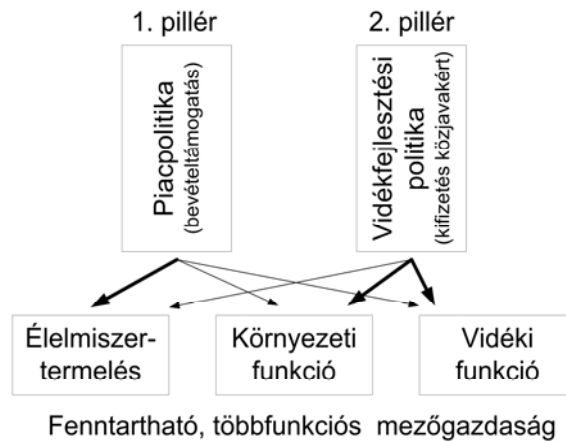 1. pillér
2. pillér
Piacpolitika
(bevételtámogatás)
Vidékfejlesztési
politika
(kifizetés közjavakért)
Élelmiszer-
termelés
Környezeti
funkció
Vidéki
funkció
Fenntartható, többfunkciós mezőgazdaság